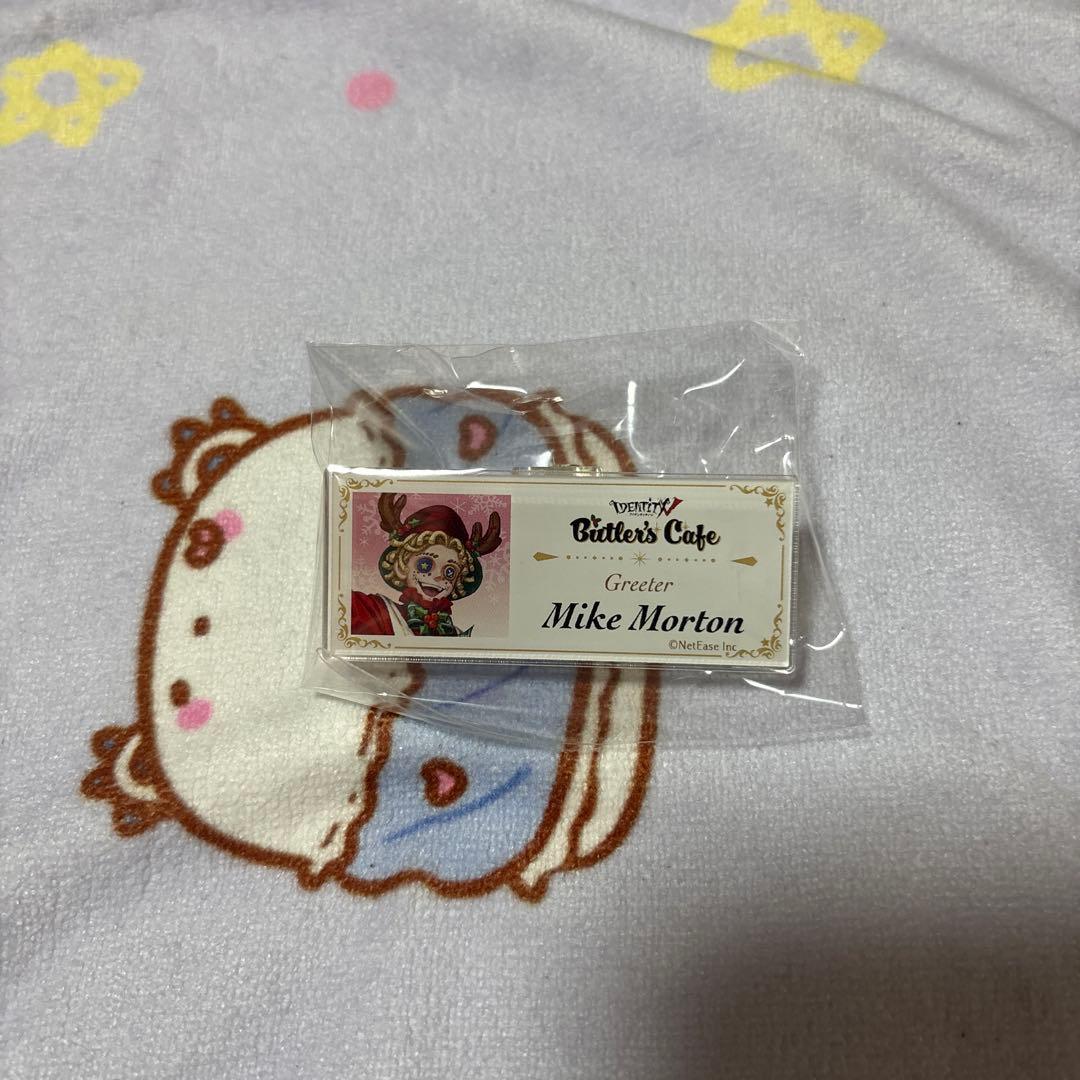 IDENTITY V
Butler's Cafe
Greeter
Mike Morton
©NetEase Inc